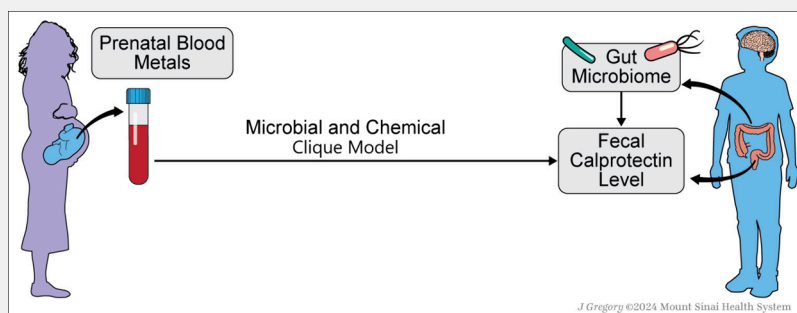 Prenatal Blood
Metals
Microbial and Chemical
Clique Model
Gut
Microbiome
Fecal
Calprotectin
Level
J Gregory ©2024 Mount Sinai Health System